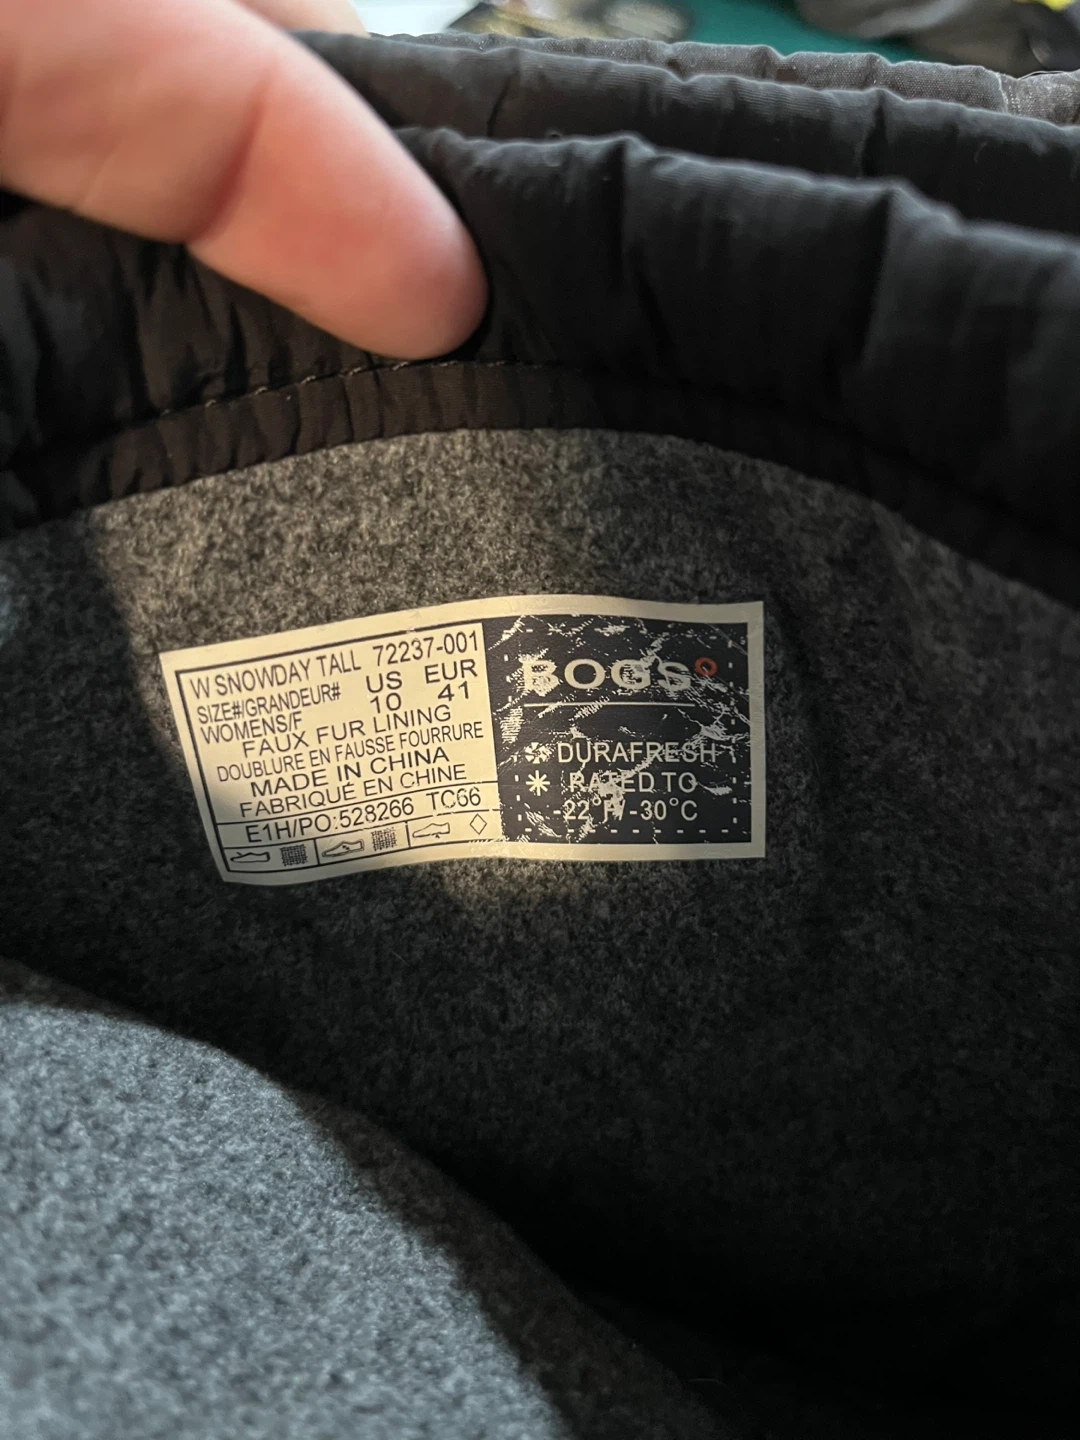 W SNOWDAY TALL 72237-001
SIZE#/GRANDEUR# US EUR
WOMENS/F 10 41
FAUX FUR LINING
DOUBLURE EN FAUSSE FOURRURE
MADE IN CHINA
FABRIQUÉ EN CHINE
E1H/PO:528266 TC66
BOGS
DURAFRESH
RATED TO
-22°F/-30°C